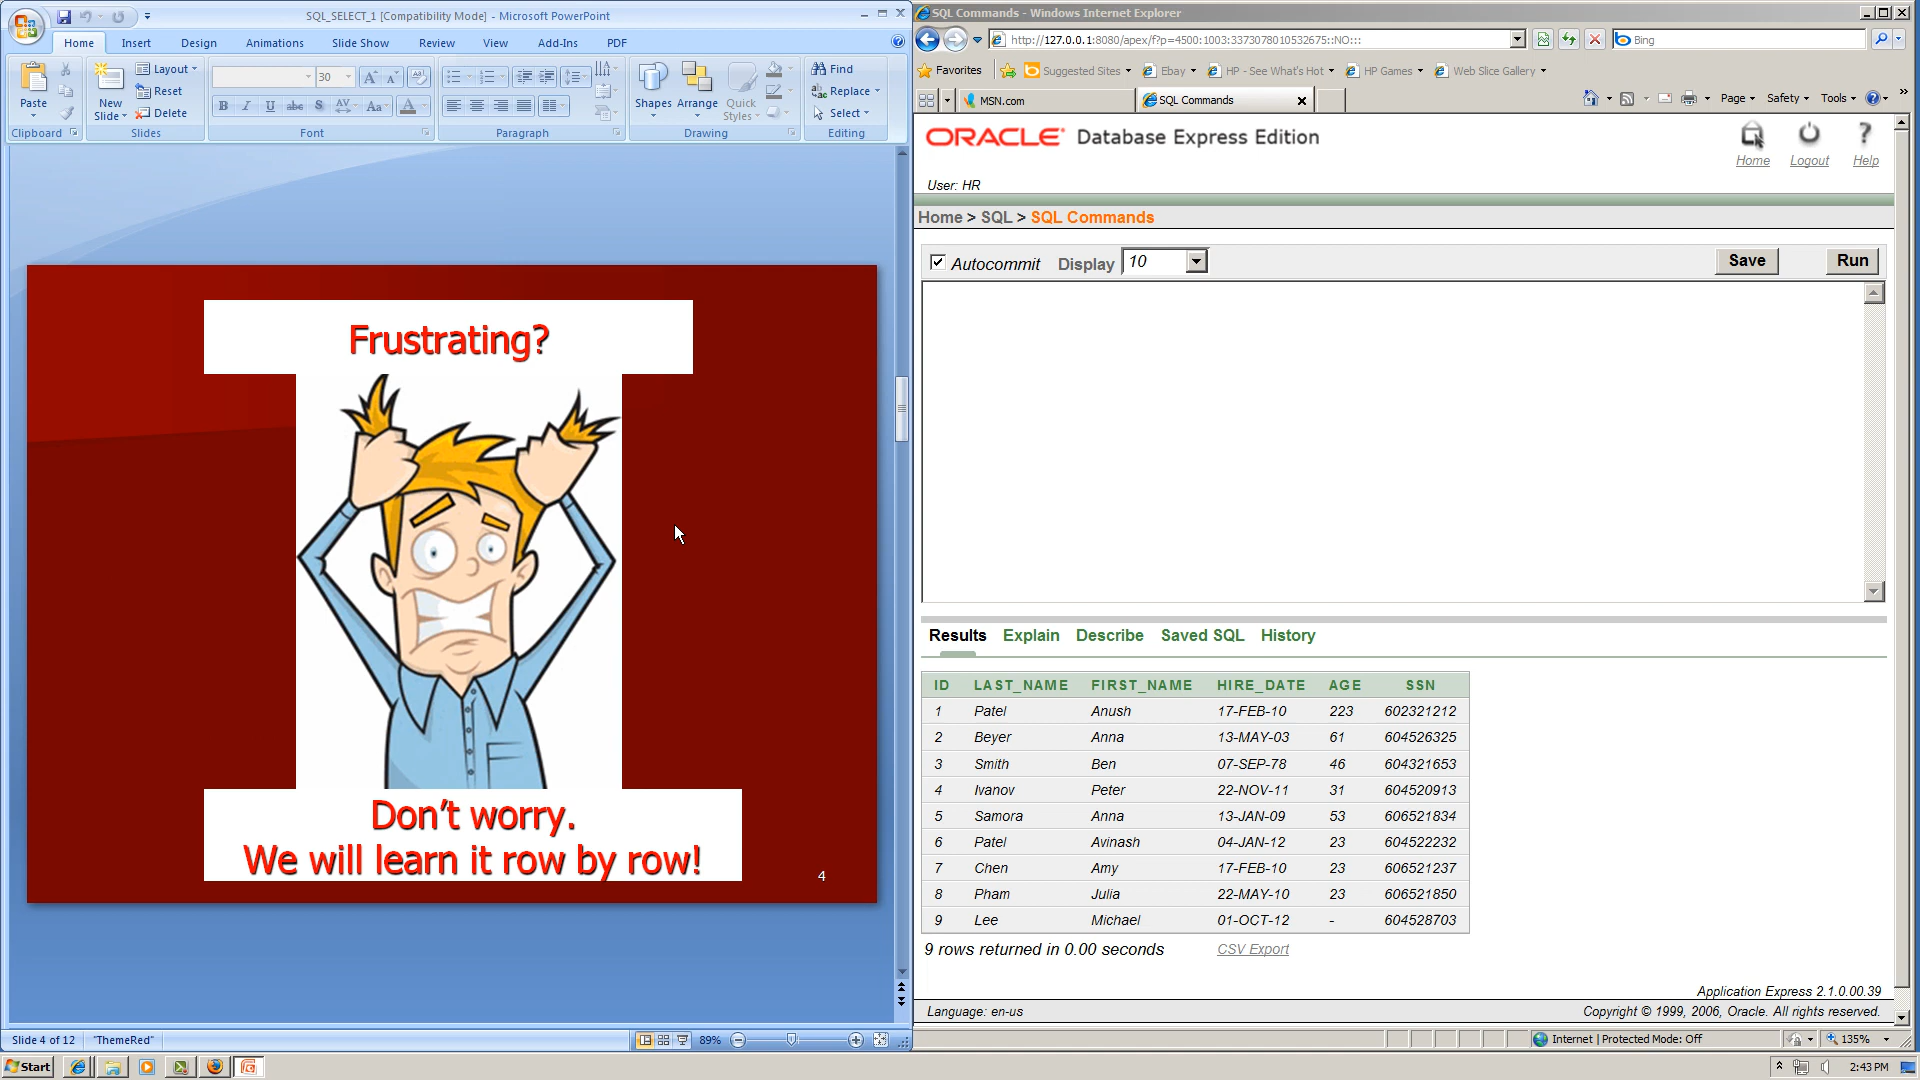 SQL_SELECT_1 [Compatibility Mode] - Microsoft PowerPoint
Home Insert Design Animations Slide Show Review View Add-Ins PDF
Paste
New Slide
Layout
Reset
Delete
30
B I U abe S AV Aa A
Shapes Arrange Quick Styles
Find
Replace
Select
Clipboard Slides Font Paragraph Drawing Editing
Frustrating?
Don't worry.
We will learn it row by row!
4
Slide 4 of 12 "ThemeRed" 89%
SQL Commands - Windows Internet Explorer
http://127.0.0.1:8080/apex/f?p=4500:1003:3373078010532675::NO:::
Bing
Favorites Suggested Sites Ebay HP - See What's Hot HP Games Web Slice Gallery
MSN.com SQL Commands Page Safety Tools
ORACLE Database Express Edition
Home Logout Help
User: HR
Home > SQL > SQL Commands
Autocommit Display 10 Save Run
Results Explain Describe Saved SQL History
ID LAST_NAME FIRST_NAME HIRE_DATE AGE SSN
1 Patel Anush 17-FEB-10 223 602321212
2 Beyer Anna 13-MAY-03 61 604526325
3 Smith Ben 07-SEP-78 46 604321653
4 Ivanov Peter 22-NOV-11 31 604520913
5 Samora Anna 13-JAN-09 53 606521834
6 Patel Avinash 04-JAN-12 23 604522232
7 Chen Amy 17-FEB-10 23 606521237
8 Pham Julia 22-MAY-10 23 606521850
9 Lee Michael 01-OCT-12 - 604528703
9 rows returned in 0.00 seconds CSV Export
Application Express 2.1.0.00.39
Language: en-us Copyright © 1999, 2006, Oracle. All rights reserved.
Internet | Protected Mode: Off 135%
Start 2:43 PM